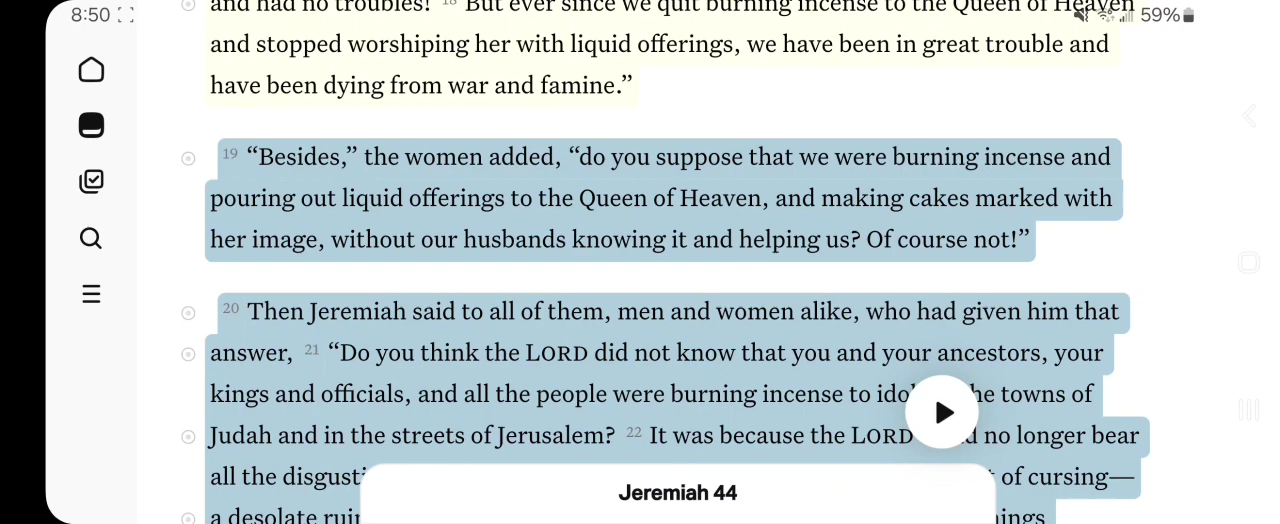 8:50
59%
and had no troubles! 18 But ever since we quit burning incense to the Queen of Heaven
and stopped worshiping her with liquid offerings, we have been in great trouble and
have been dying from war and famine.”
19 “Besides,” the women added, “do you suppose that we were burning incense and
pouring out liquid offerings to the Queen of Heaven, and making cakes marked with
her image, without our husbands knowing it and helping us? Of course not!”
20 Then Jeremiah said to all of them, men and women alike, who had given him that
answer, 21 “Do you think the LORD did not know that you and your ancestors, your
kings and officials, and all the people were burning incense to towns of
Judah and in the streets of Jerusalem? 22 It was because the LORD no longer bear
all the of cursing—
a desolate
Jeremiah 44